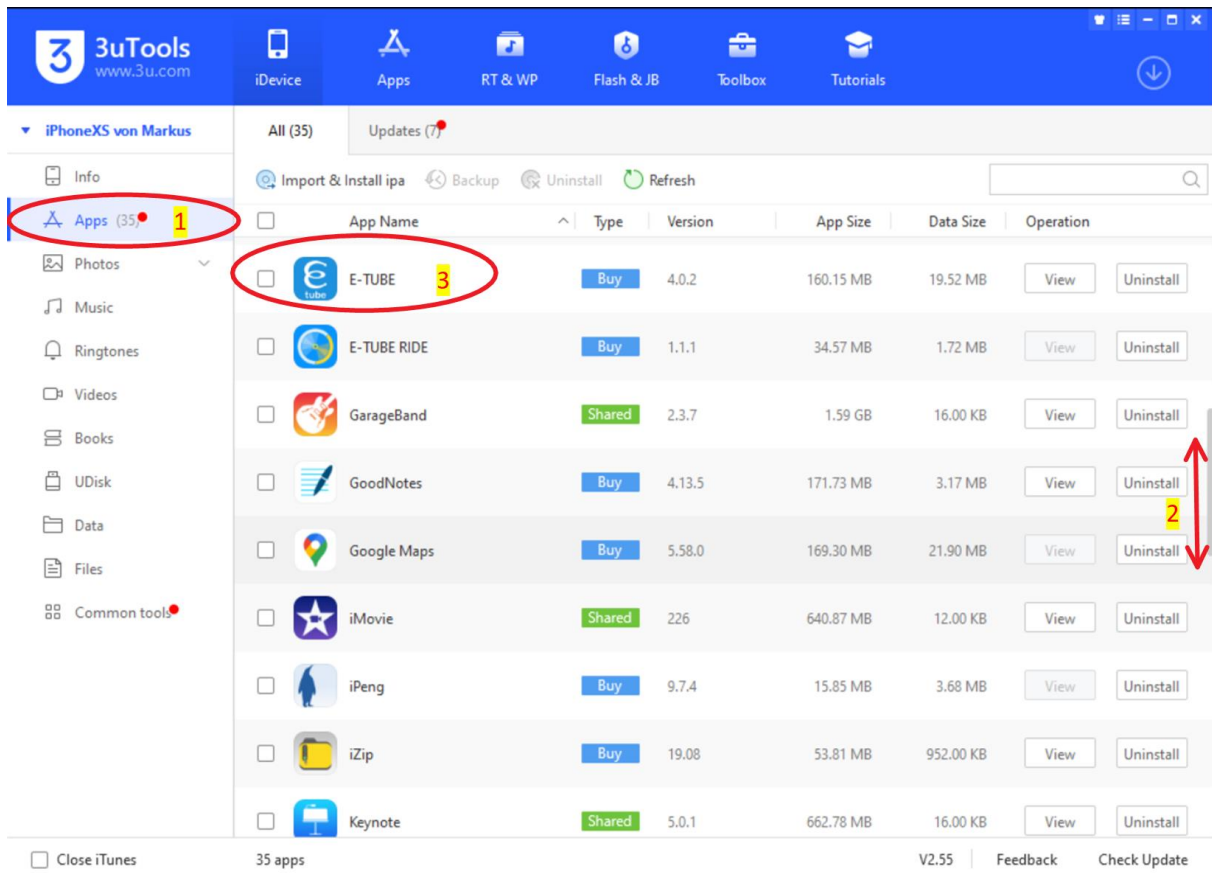 3 3uTools
www.3u.com
iDevice Apps RT & WP Flash & JB Toolbox Tutorials
iPhoneXS von Markus
All (35) Updates (7)
Info
Import & Install ipa Backup Uninstall Refresh
Apps (35) 1
App Name Type Version App Size Data Size Operation
Photos
Music
Ringtones
Videos
Books
UDisk
Data
Files
Common tools
tube E-TUBE 3 Buy 4.0.2 160.15 MB 19.52 MB View Uninstall
E-TUBE RIDE Buy 1.1.1 34.57 MB 1.72 MB View Uninstall
GarageBand Shared 2.3.7 1.59 GB 16.00 KB View Uninstall
GoodNotes Buy 4.13.5 171.73 MB 3.17 MB View Uninstall
2
Google Maps Buy 5.58.0 169.30 MB 21.90 MB View Uninstall
iMovie Shared 226 640.87 MB 12.00 KB View Uninstall
iPeng Buy 9.7.4 15.85 MB 3.68 MB View Uninstall
iZip Buy 19.08 53.81 MB 952.00 KB View Uninstall
Keynote Shared 5.0.1 662.78 MB 16.00 KB View Uninstall
Close iTunes 35 apps V2.55 Feedback Check Update